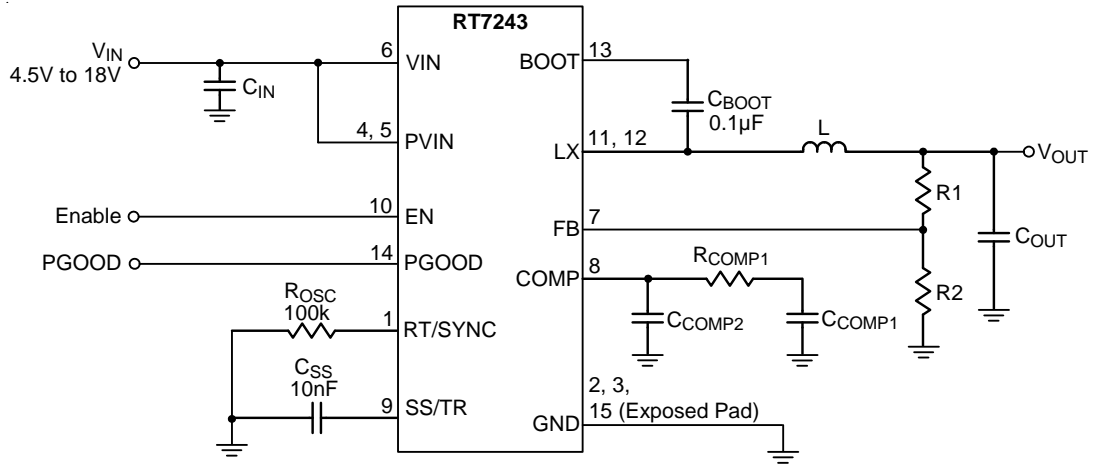 RT7243
VIN
4.5V to 18V
CIN
6
VIN
4, 5
PVIN
Enable
10
EN
PGOOD
14
PGOOD
ROSC
100k
1
RT/SYNC
CSS
10nF
9
SS/TR
BOOT
13
CBOOT
0.1µF
LX
11, 12
L
VOUT
R1
FB
7
COUT
COMP
8
RCOMP1
R2
CCOMP2
CCOMP1
2, 3,
GND
15 (Exposed Pad)